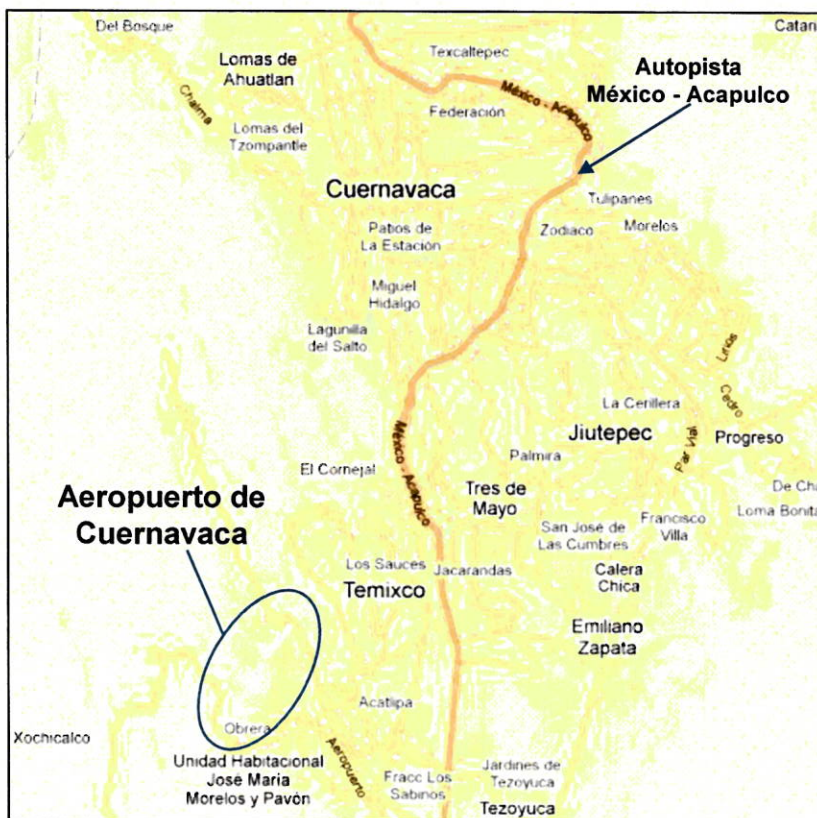 Del Bosque
Catari
Texcaltepec
Lomas de
Ahuatlan
Autopista
México - Acapulco
Chalma
México - Acapulco
Federación
Lomas del
Tzompantle
Cuernavaca
Tulipanes
Zodiaco
Morelos
Patios de
La Estación
Miguel
Hidalgo
Lagunilla
del Salto
Lirios
La Cerillera
Cedro
México - Acapulco
Jiutepec
Par Vial
Progreso
Palmira
El Cornejal
Aeropuerto de
Cuernavaca
Tres de
Mayo
De Cha
Loma Bonita
Francisco
Villa
San José de
Las Cumbres
Los Sauces
Jacarandas
Calera
Chica
Temixco
Emiliano
Zapata
Acatlipa
Obrera
Xochicalco
Unidad Habitacional
José Maria
Morelos y Pavón
Aeropuerto
Fracc Los
Sabinos
Jardines de
Tezoyuca
Tezoyuca